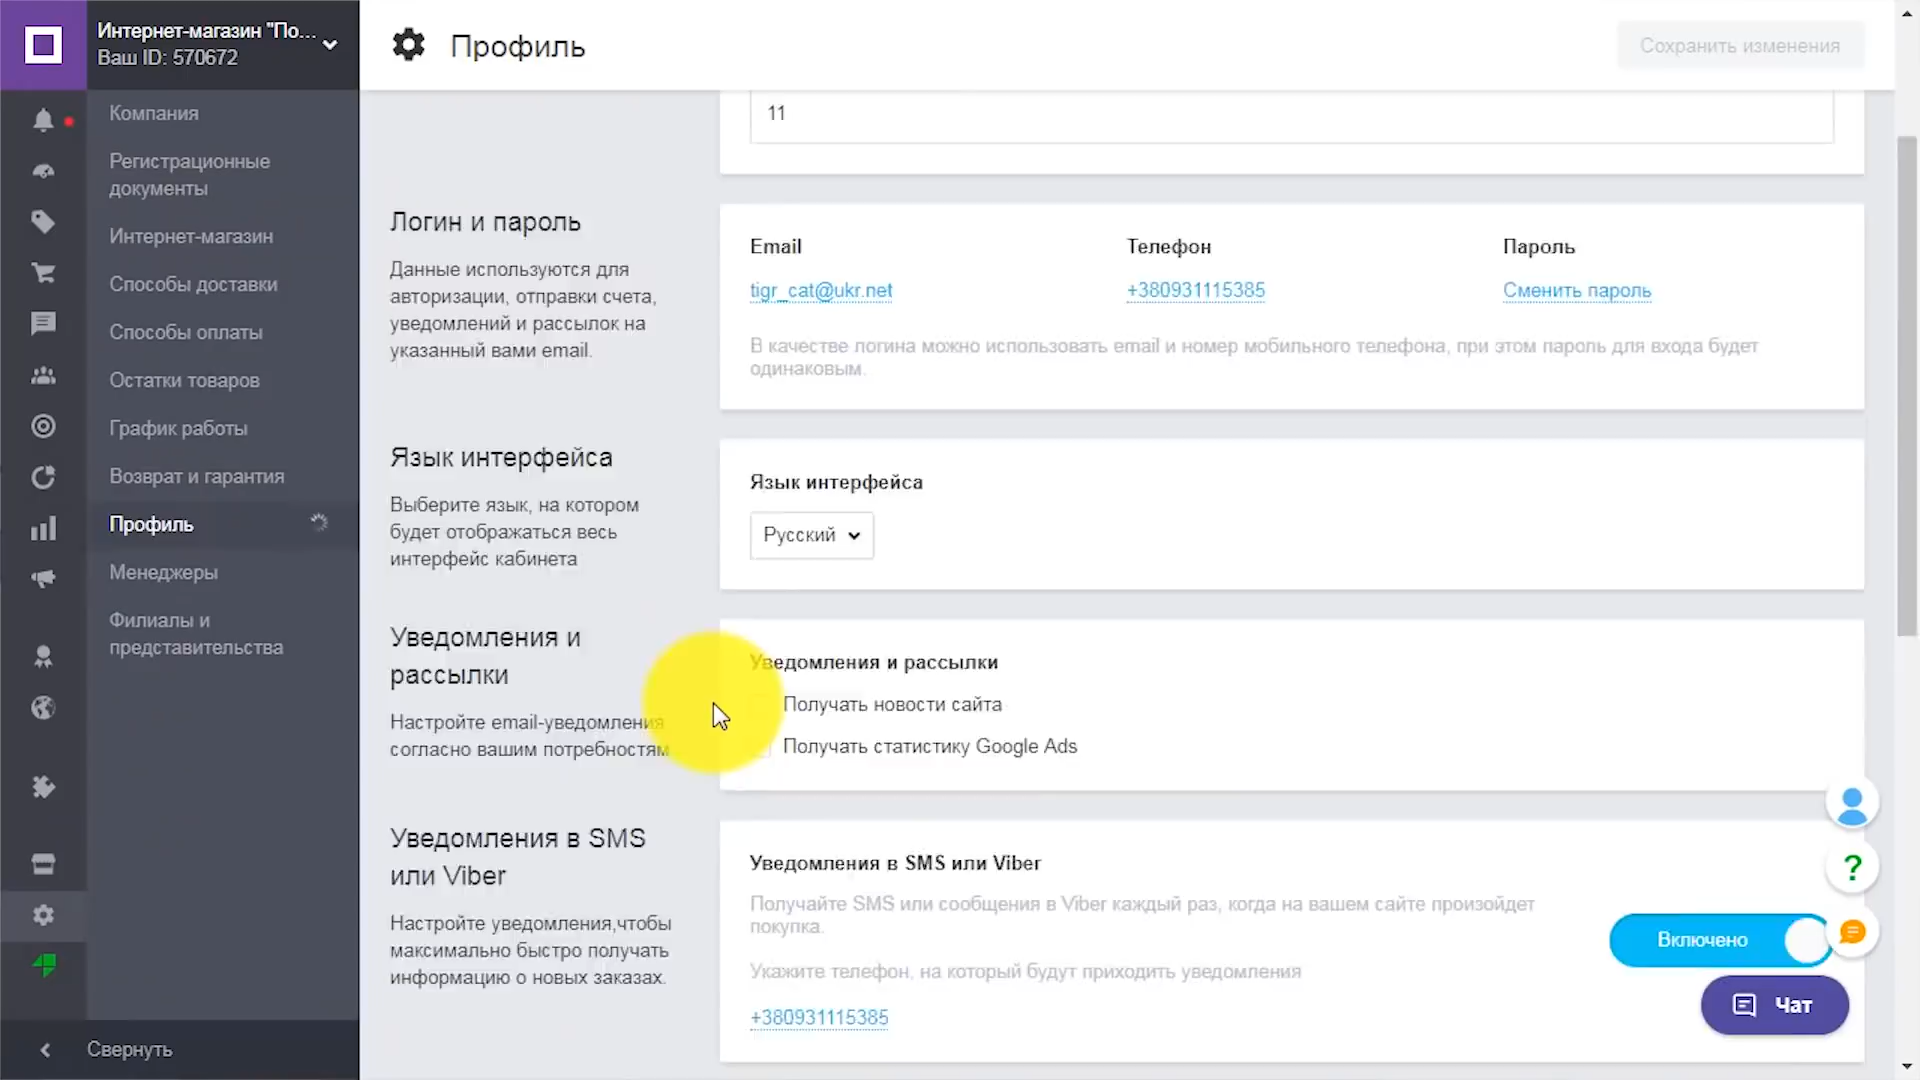 Интернет-магазин "По...
Ваш ID: 570672
Профиль
Сохранить изменения
Компания
Регистрационные
документы
Интернет-магазин
Способы доставки
Способы оплаты
Остатки товаров
График работы
Возврат и гарантия
Профиль
Менеджеры
Филиалы и
представительства
Свернуть
11
Логин и пароль
Данные используются для
авторизации, отправки счета,
уведомлений и рассылок на
указанный вами email.
Email
tigr_cat@ukr.net
Телефон
+380931115385
Пароль
Сменить пароль
В качестве логина можно использовать email и номер мобильного телефона, при этом пароль для входа будет
одинаковым.
Язык интерфейса
Выберите язык, на котором
будет отображаться весь
интерфейс кабинета
Язык интерфейса
Русский
Уведомления и
рассылки
Настройте email-уведомления
согласно вашим потребностям
Уведомления и рассылки
Получать новости сайта
Получать статистику Google Ads
Уведомления в SMS
или Viber
Настройте уведомления,чтобы
максимально быстро получать
информацию о новых заказах.
Уведомления в SMS или Viber
Получайте SMS или сообщения в Viber каждый раз, когда на вашем сайте произойдет
покупка.
Укажите телефон, на который будут приходить уведомления
+380931115385
Включено
?
Чат